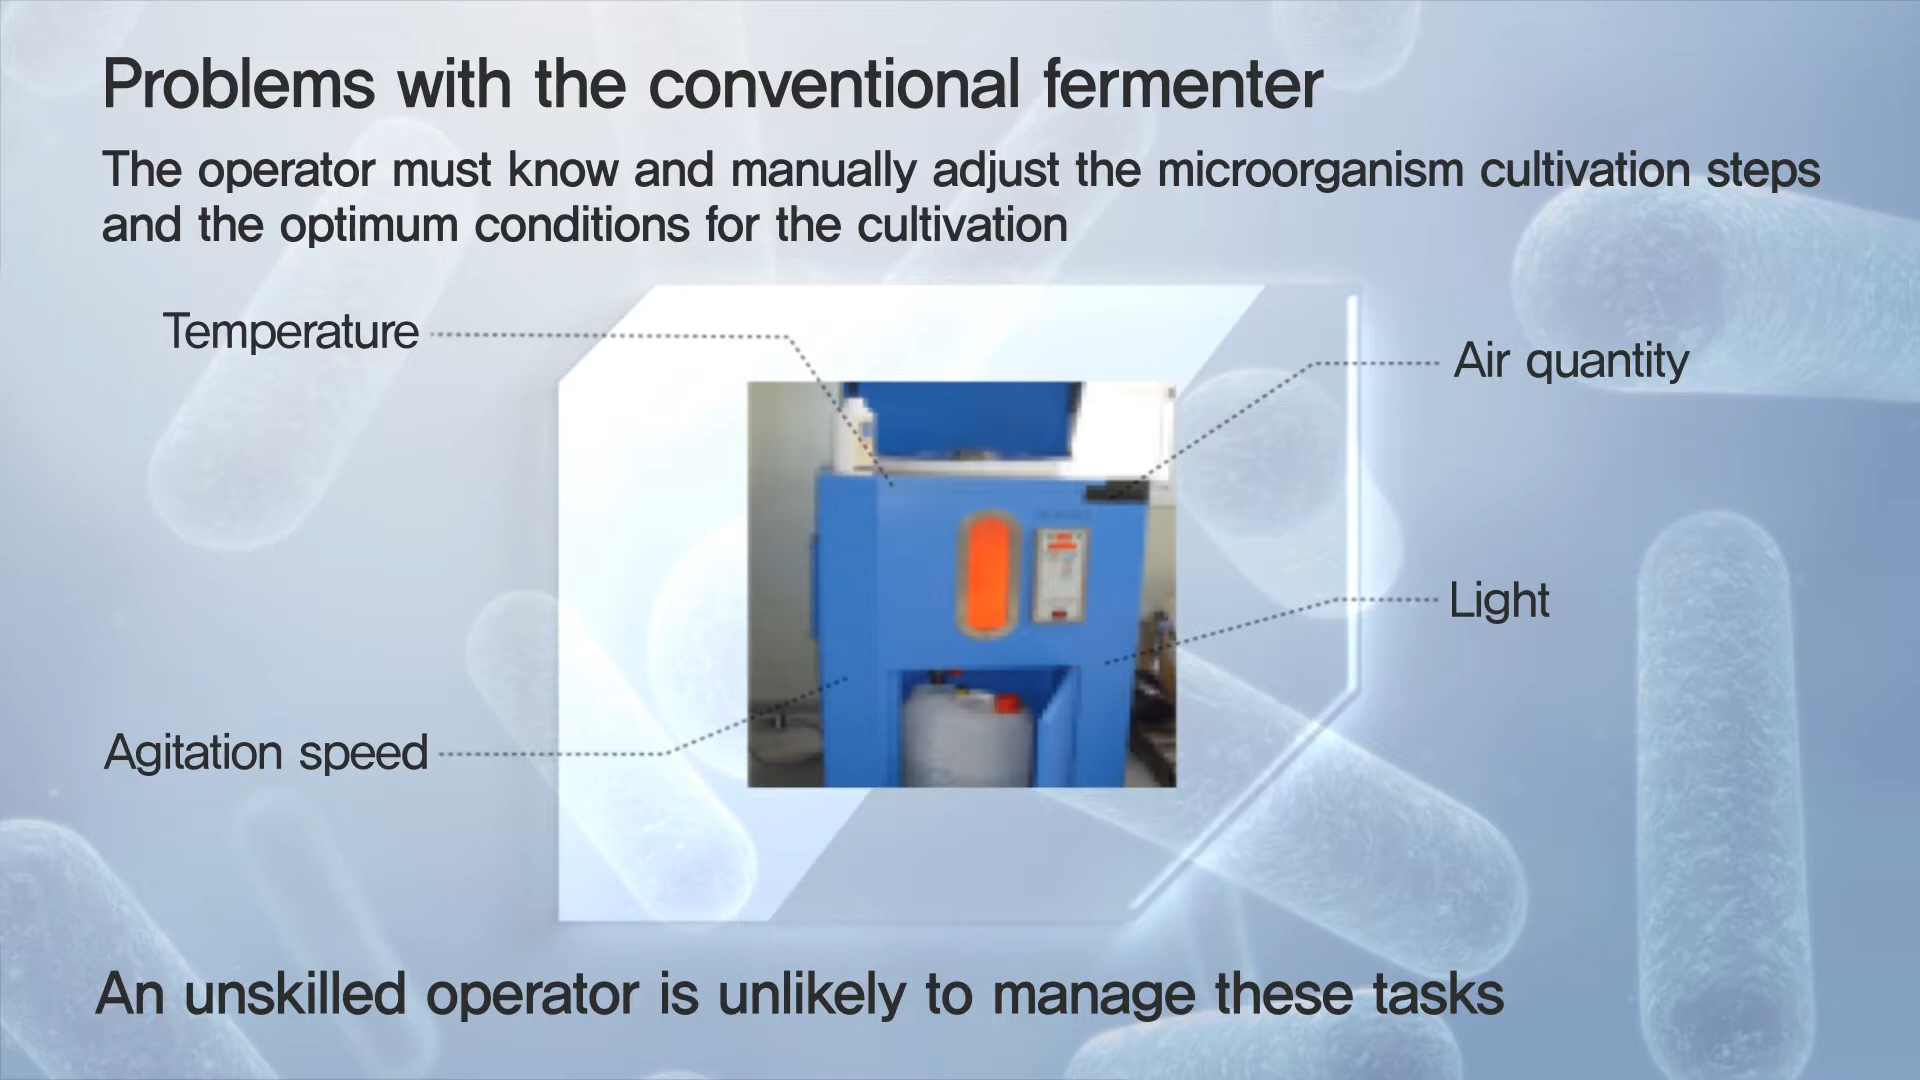 Problems with the conventional fermenter
The operator must know and manually adjust the microorganism cultivation steps
and the optimum conditions for the cultivation
Temperature
Air quantity
Light
Agitation speed
An unskilled operator is unlikely to manage these tasks